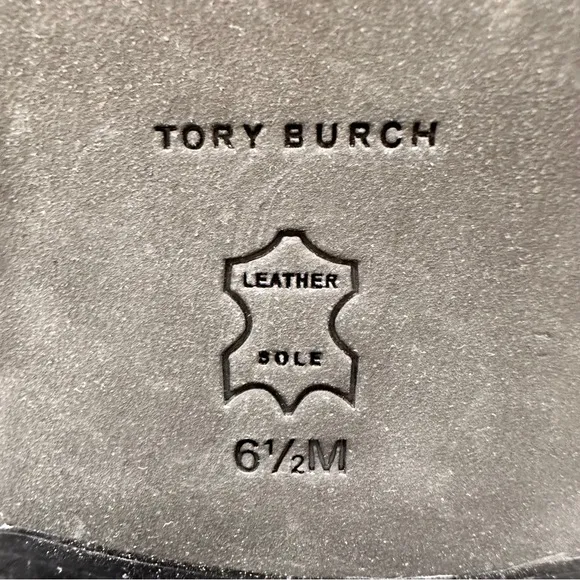 TORY BURCH
LEATHER
SOLE
6½M